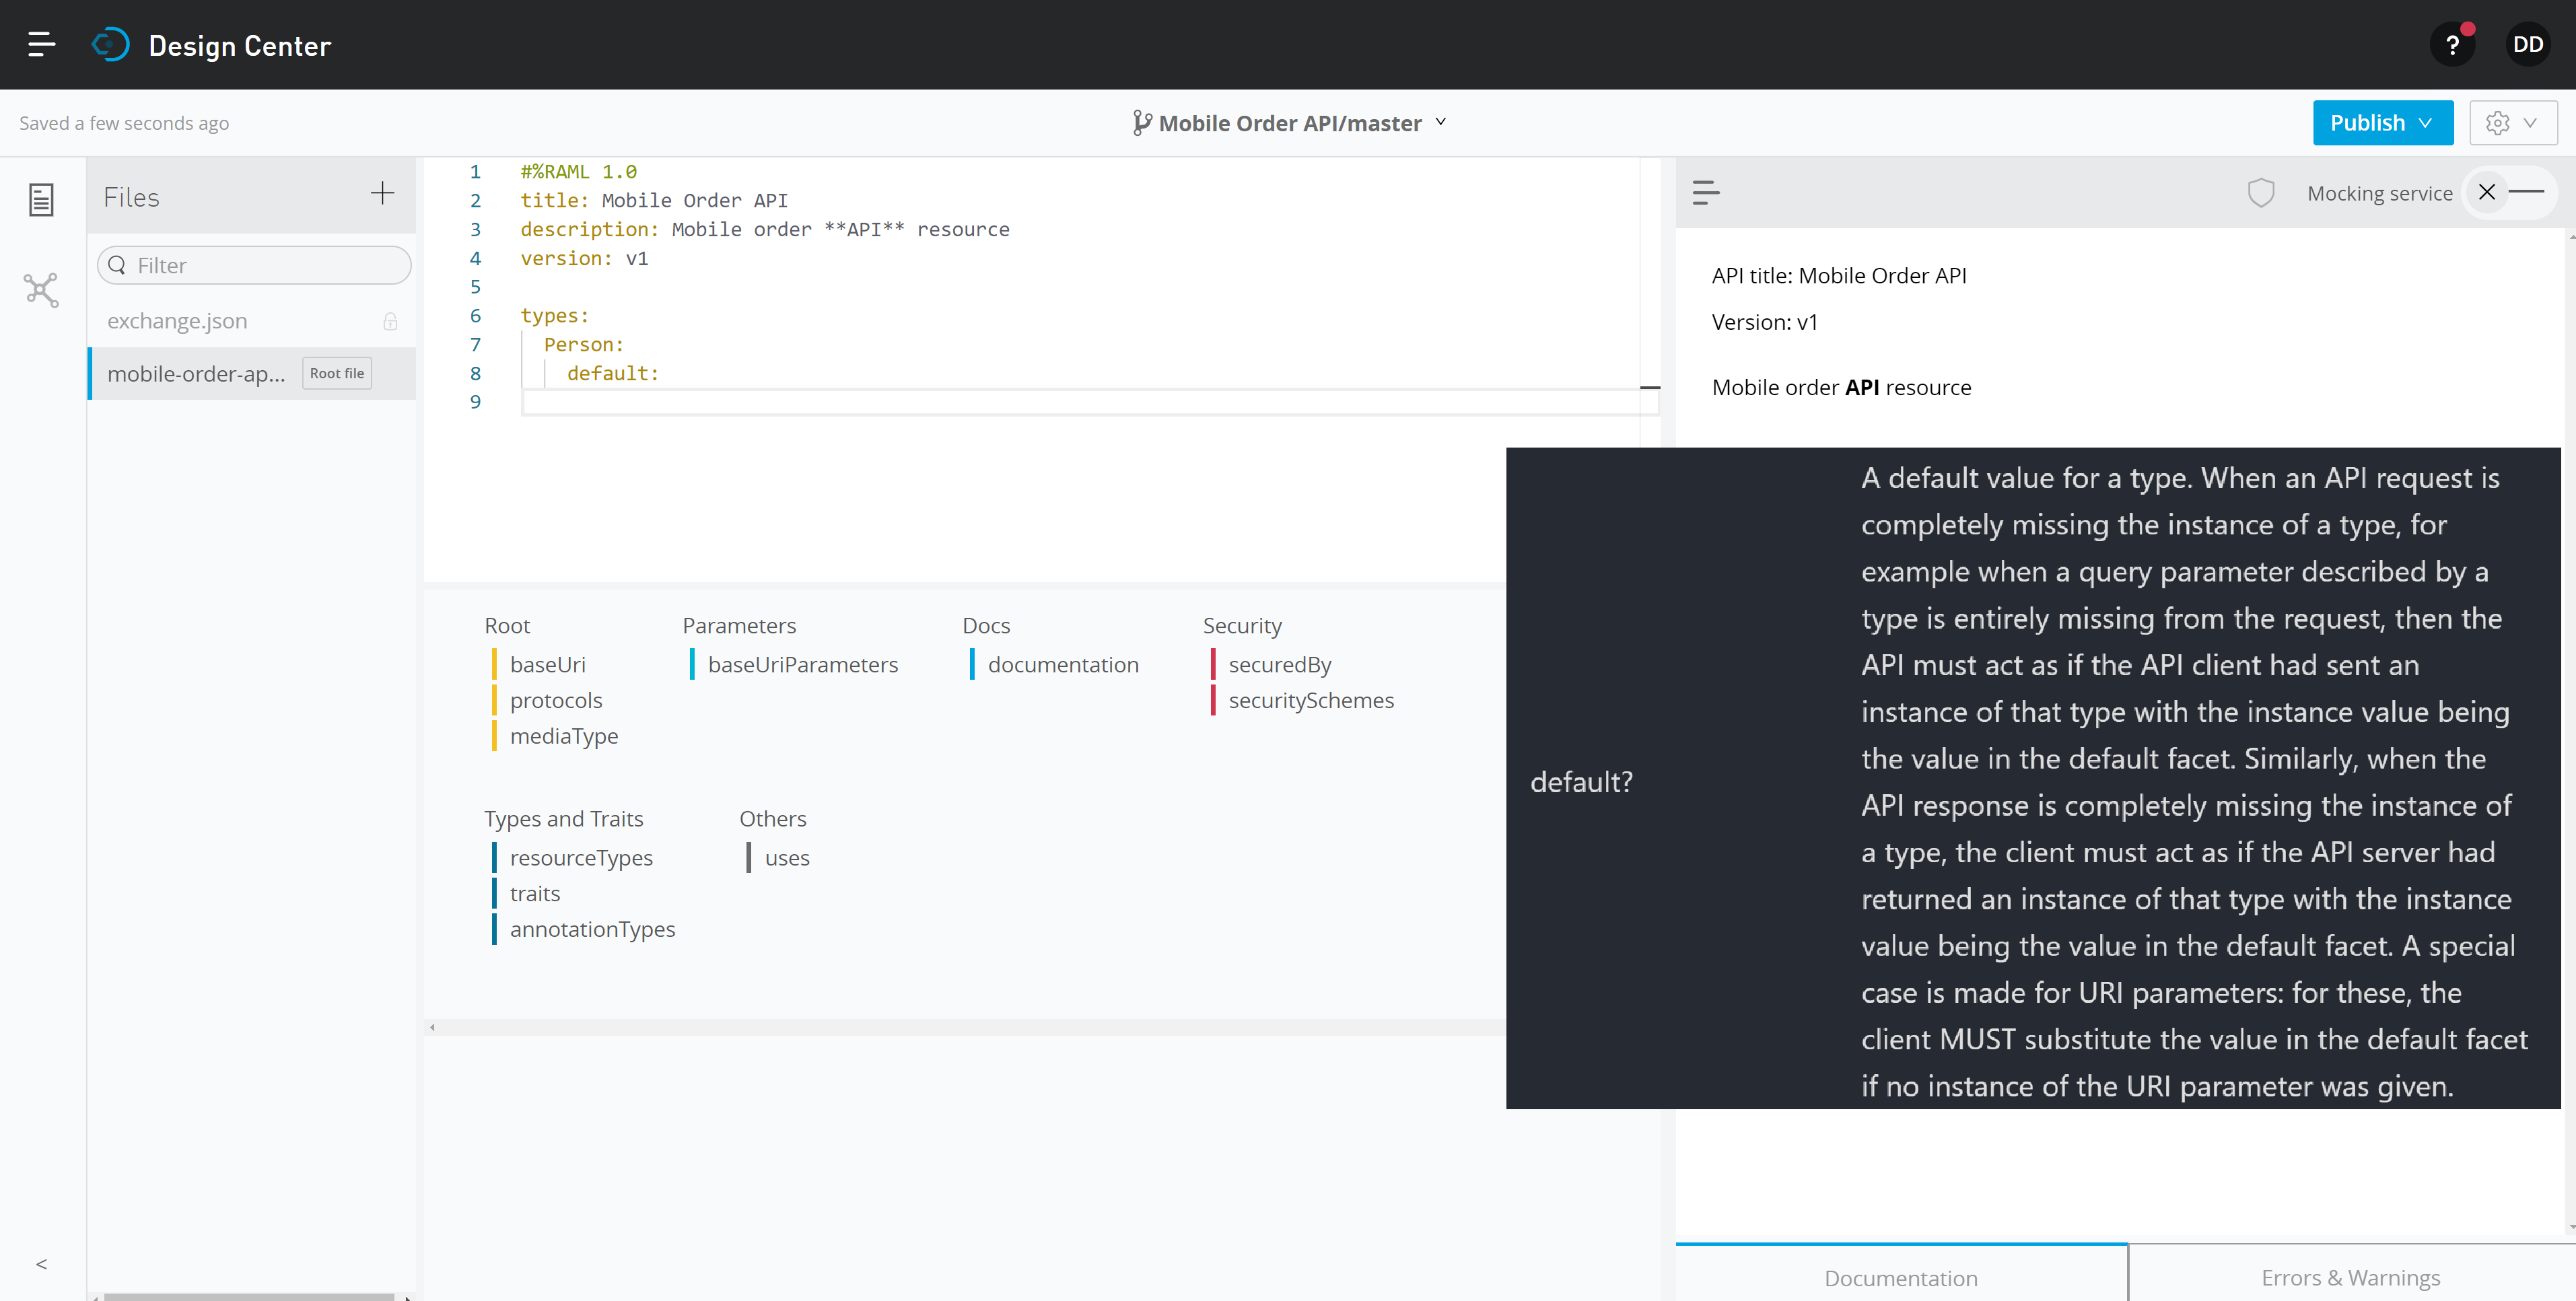 Design Center
?
DD
Saved a few seconds ago
Mobile Order API/master
Publish
Files
Filter
exchange.json
mobile-order-ap...
Root file
1 #%RAML 1.0
2 title: Mobile Order API
3 description: Mobile order **API** resource
4 version: v1
5
6 types:
7 Person:
8 default:
9
Root
baseUri
protocols
mediaType
Parameters
baseUriParameters
Docs
documentation
Security
securedBy
securitySchemes
Types and Traits
resourceTypes
traits
annotationTypes
Others
uses
Mocking service
API title: Mobile Order API
Version: v1
Mobile order API resource
default?
A default value for a type. When an API request is
completely missing the instance of a type, for
example when a query parameter described by a
type is entirely missing from the request, then the
API must act as if the API client had sent an
instance of that type with the instance value being
the value in the default facet. Similarly, when the
API response is completely missing the instance of
a type, the client must act as if the API server had
returned an instance of that type with the instance
value being the value in the default facet. A special
case is made for URI parameters: for these, the
client MUST substitute the value in the default facet
if no instance of the URI parameter was given.
<
Documentation
Errors & Warnings